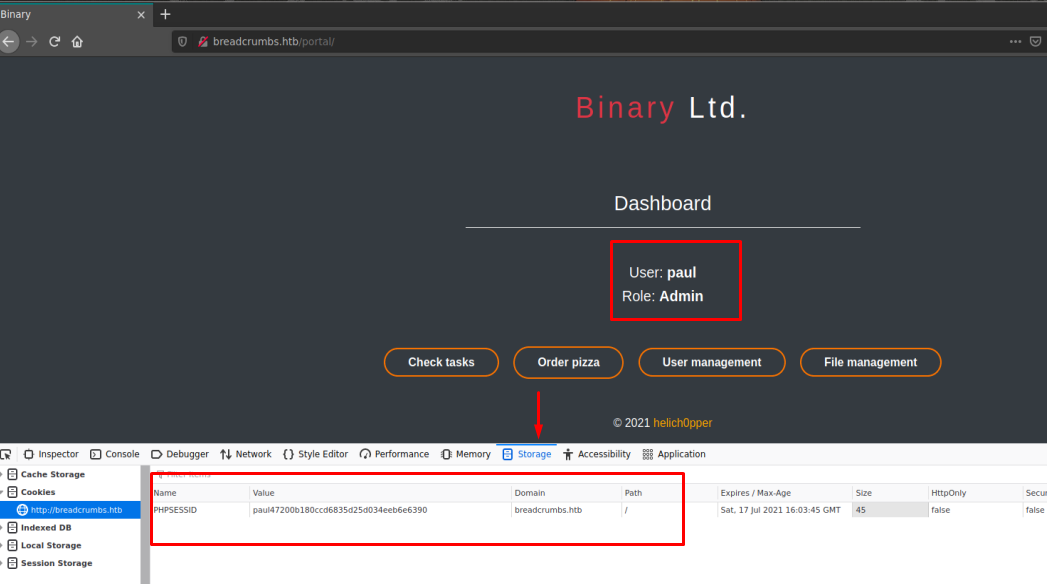 Binary
breadcrumbs.htb/portal/
Binary Ltd.
Dashboard
User: paul
Role: Admin
Check tasks Order pizza User management File management
© 2021 helich0pper
Inspector Console Debugger Network Style Editor Performance Memory Storage Accessibility Application
Cache Storage
Filter Items
Cookies
Name Value Domain Path Expires / Max-Age Size HttpOnly Secu
http://breadcrumbs.htb
PHPSESSID paul47200b180ccd6835d25d034eeb6e6390 breadcrumbs.htb / Sat, 17 Jul 2021 16:03:45 GMT 45 false false
Indexed DB
Local Storage
Session Storage